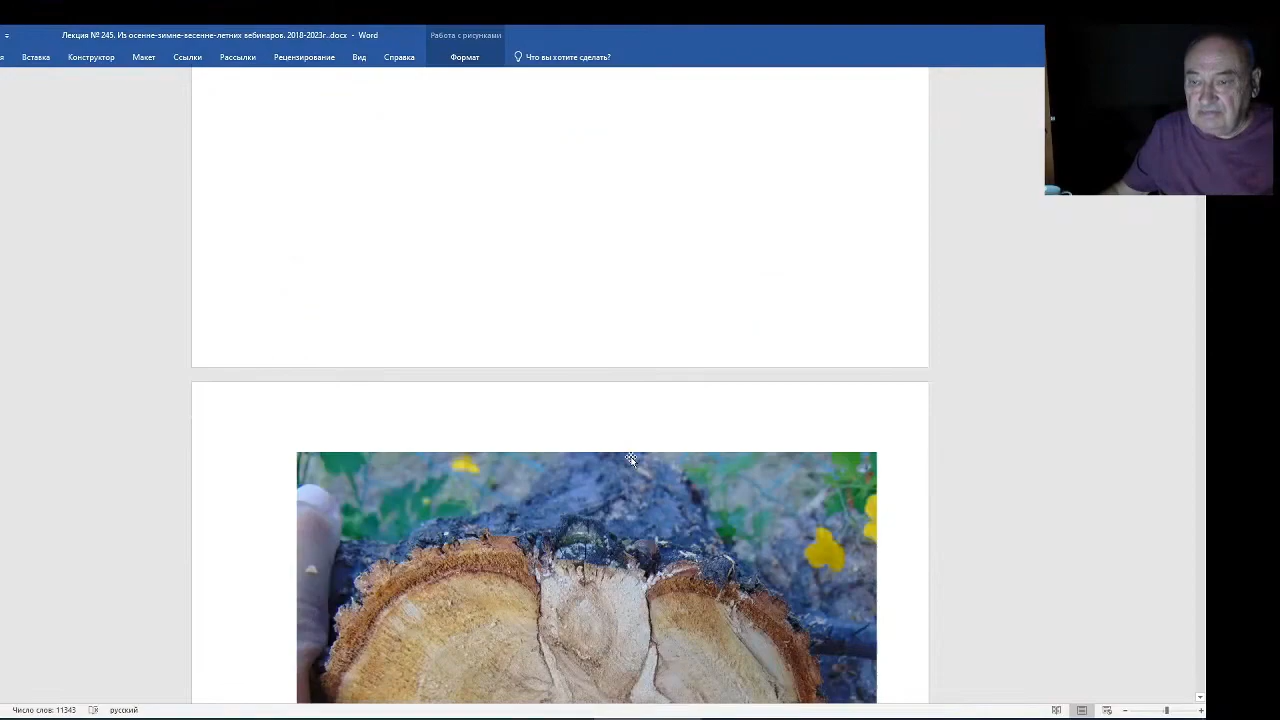 Лекция № 245. Из осенне-зимне-весенне-летних вебинаров. 2018-2023г..docx - Word
Работа с рисунками
Вставка Конструктор Макет Ссылки Рассылки Рецензирование Вид Справка Формат Что вы хотите сделать?
Число слов: 11343 русский